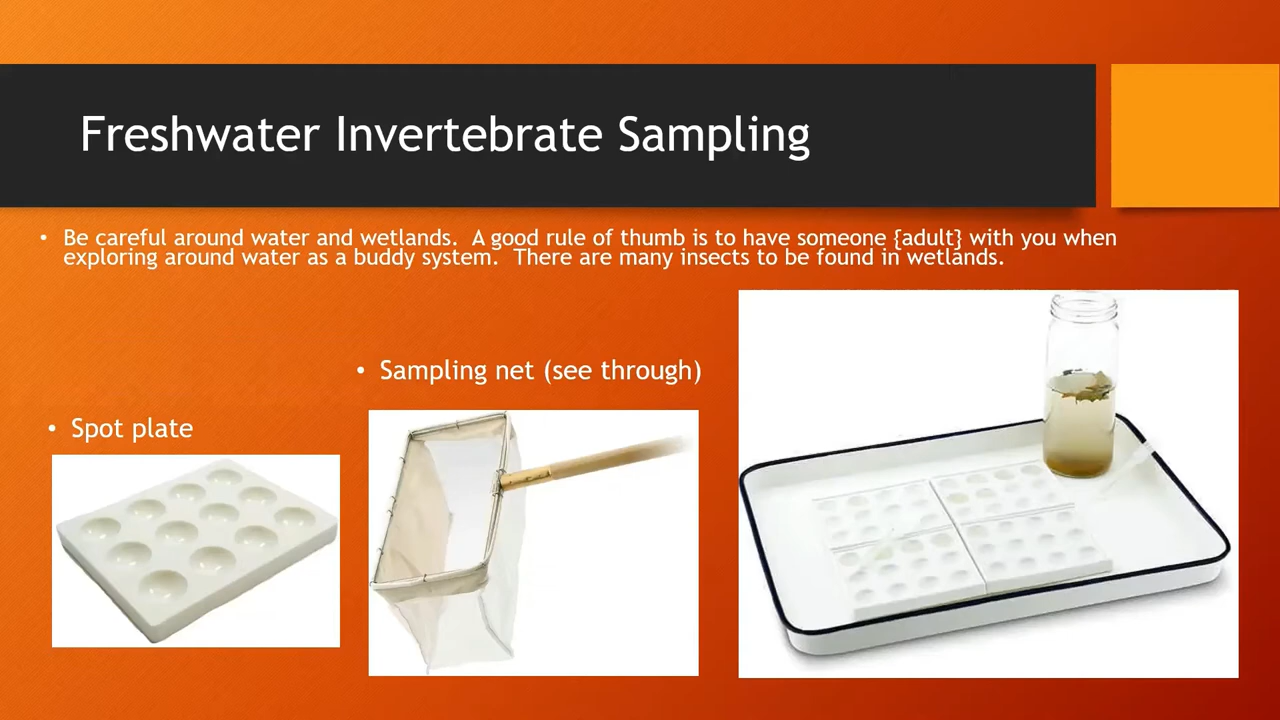 Freshwater Invertebrate Sampling
• Be careful around water and wetlands.  A good rule of thumb is to have someone {adult} with you when
exploring around water as a buddy system.  There are many insects to be found in wetlands.
• Sampling net (see through)
• Spot plate